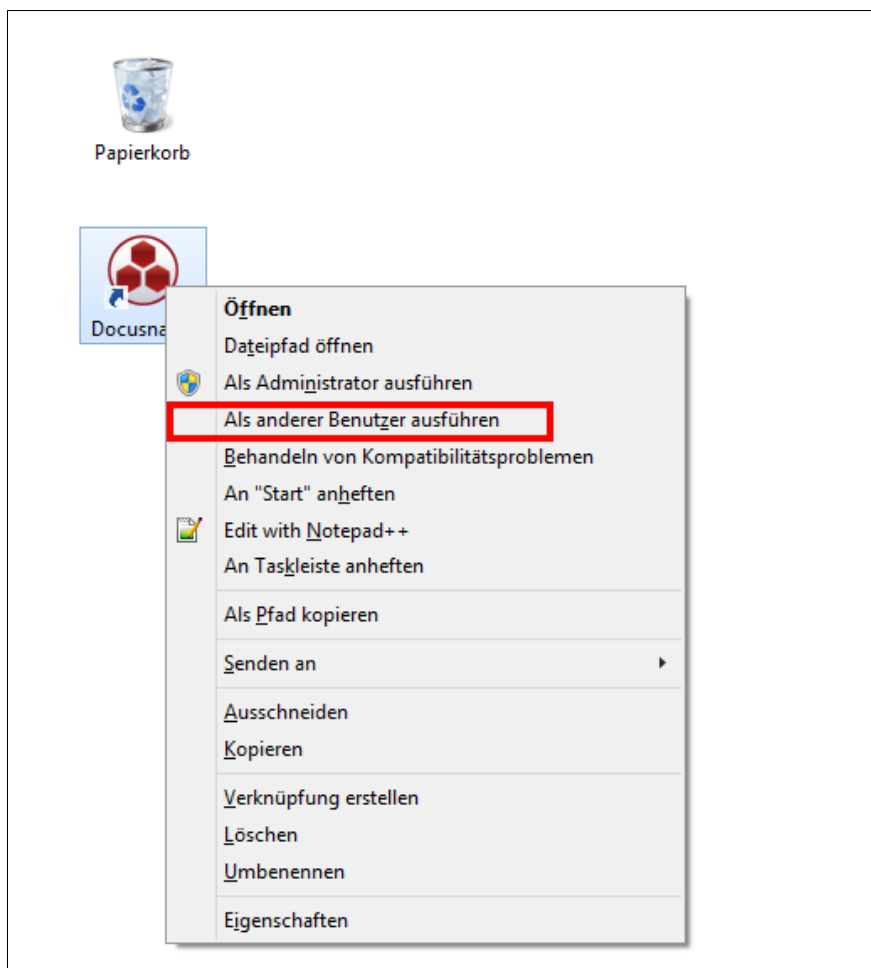 Papierkorb
Docusna
Öffnen
Dateipfad öffnen
Als Administrator ausführen
Als anderer Benutzer ausführen
Behandeln von Kompatibilitätsproblemen
An "Start" anheften
Edit with Notepad++
An Taskleiste anheften
Als Pfad kopieren
Senden an
Ausschneiden
Kopieren
Verknüpfung erstellen
Löschen
Umbenennen
Eigenschaften